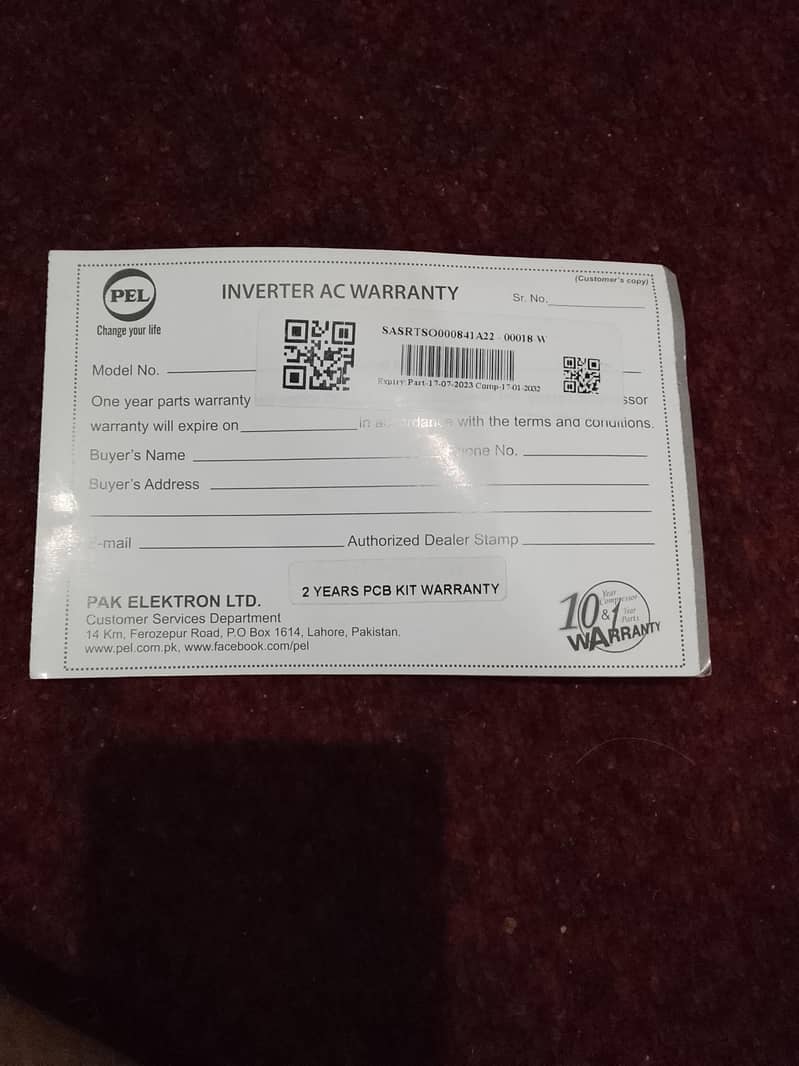 (Customer's copy)
PEL
INVERTER AC WARRANTY
Sr. No.
Change your life
SASRTSO000841A22 - 00018-W
Model No.
Expiry: Part-17-07-2023 Comp-17-01-2032
One year parts warranty
warranty will expire on in accordance with the terms and conditions.
Buyer's Name Phone No.
Buyer's Address
E-mail Authorized Dealer Stamp
2 YEARS PCB KIT WARRANTY
PAK ELEKTRON LTD.
Customer Services Department
14 Km, Ferozepur Road, P.O Box 1614, Lahore, Pakistan.
www.pel.com.pk, www.facebook.com/pel
10 Year Compressor
& 1 Year Parts
WARRANTY